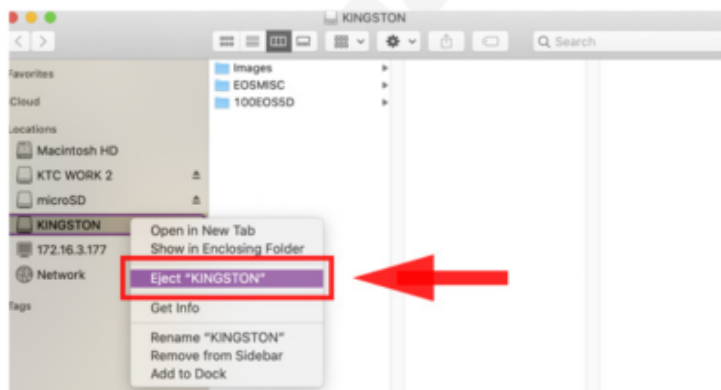 KINGSTON
Search
Favorites
iCloud
Locations
Macintosh HD
KTC WORK 2
microSD
KINGSTON
172.16.3.177
Network
Tags
Images
EOSMISC
100EOS5D
Open in New Tab
Show in Enclosing Folder
Eject "KINGSTON"
Get Info
Rename "KINGSTON"
Remove from Sidebar
Add to Dock